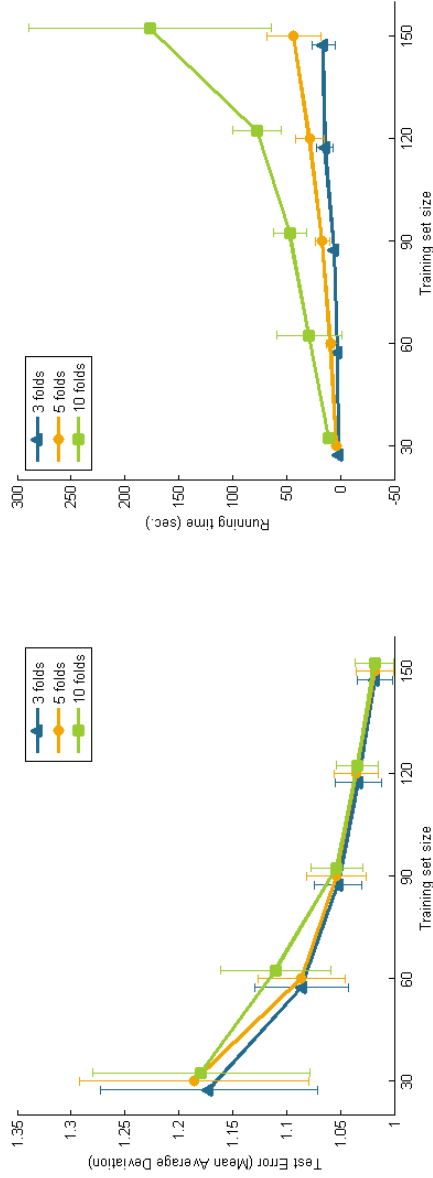 Test Error (Mean Average Deviation)
1.35
1.3
1.25
1.2
1.15
1.1
1.05
1
30
60
90
120
150
Training set size
3 folds
5 folds
10 folds
Running time (sec.)
300
250
200
150
100
50
0
-50
30
60
90
120
150
Training set size
3 folds
5 folds
10 folds